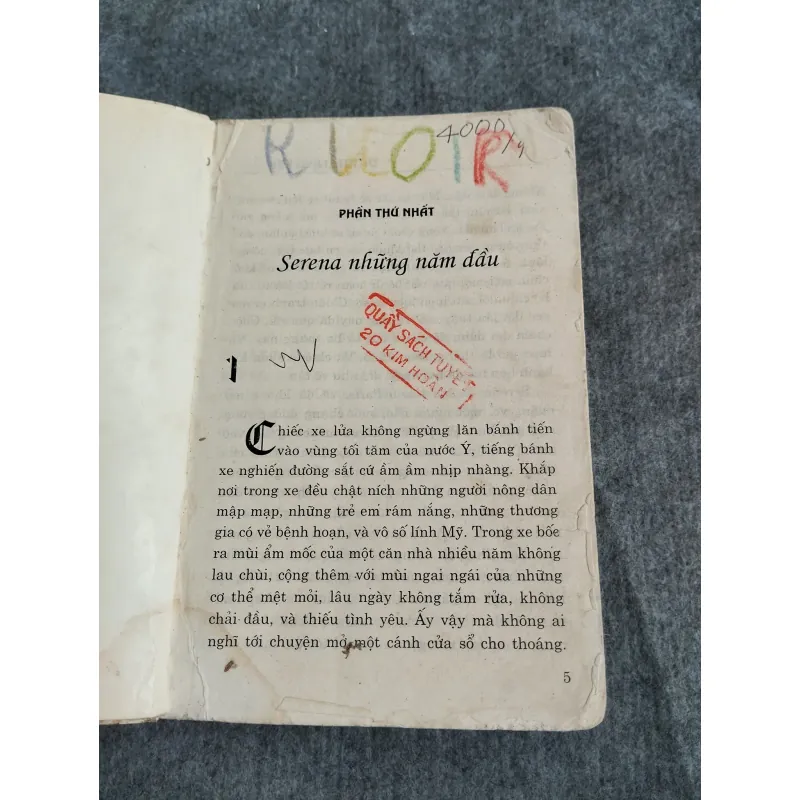 KUOIR
4000/q
PHẦN THỨ NHẤT
Serena những năm đầu
QUẦY SÁCH TUYẾT
20 KIM HOÀN
1
Chiếc xe lửa không ngừng lăn bánh tiến
vào vùng tối tăm của nước Ý, tiếng bánh
xe nghiến đường sắt cứ ầm ầm nhịp nhàng. Khắp
nơi trong xe đều chật ních những người nông dân
mập mạp, những trẻ em rám nắng, những thương
gia có vẻ bệnh hoạn, và vô số lính Mỹ. Trong xe bốc
ra mùi ẩm mốc của một căn nhà nhiều năm không
lau chùi, cộng thêm với mùi ngai ngái của những
cơ thể mệt mỏi, lâu ngày không tắm rửa, không
chải đầu, và thiếu tình yêu. Ấy vậy mà không ai
nghĩ tới chuyện mở một cánh cửa sổ cho thoáng.
5